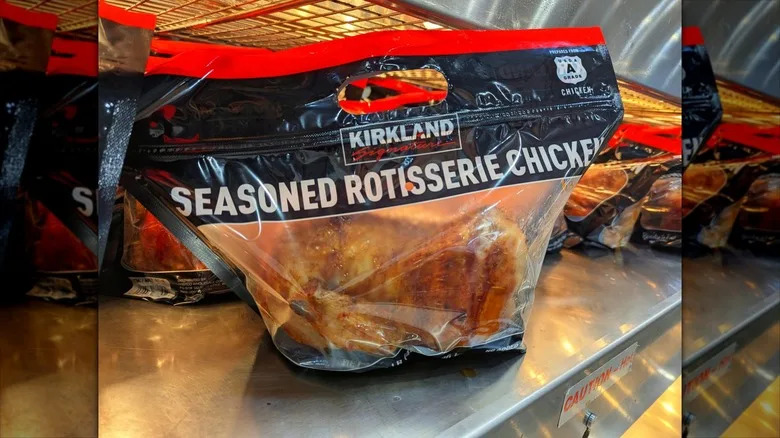 PREPARED FROM
USDA
A
GRADE
CHICKEN
KIRKLAND
Signature
SEASONED ROTISSERIE CHICKEN
S
CAUTION